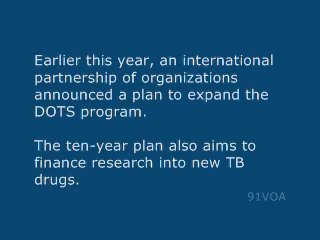 Earlier this year, an international
partnership of organizations
announced a plan to expand the
DOTS program.
The ten-year plan also aims to
finance research into new TB
drugs.
91VOA